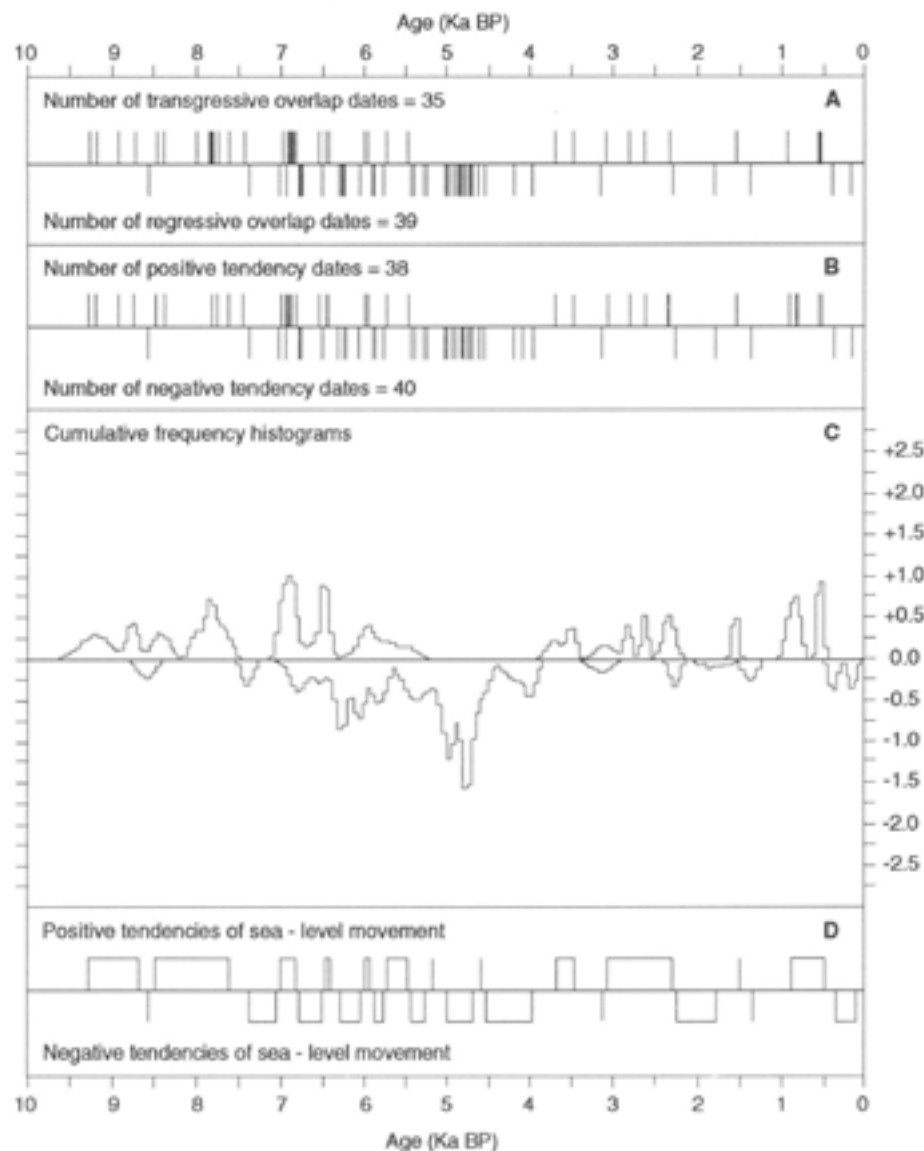 Age (Ka BP)
10 9 8 7 6 5 4 3 2 1 0
Number of transgressive overlap dates = 35 A
Number of regressive overlap dates = 39
Number of positive tendency dates = 38 B
Number of negative tendency dates = 40
Cumulative frequency histograms C
+2.5
+2.0
+1.5
+1.0
+0.5
0.0
-0.5
-1.0
-1.5
-2.0
-2.5
Positive tendencies of sea - level movement D
Negative tendencies of sea - level movement
10 9 8 7 6 5 4 3 2 1 0
Age (Ka BP)